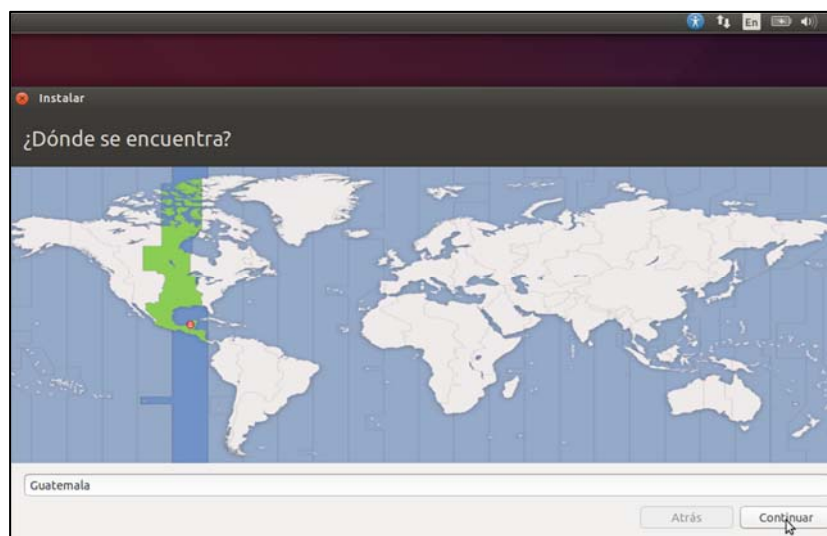 En
Instalar
¿Dónde se encuentra?
Guatemala
Atrás
Continuar